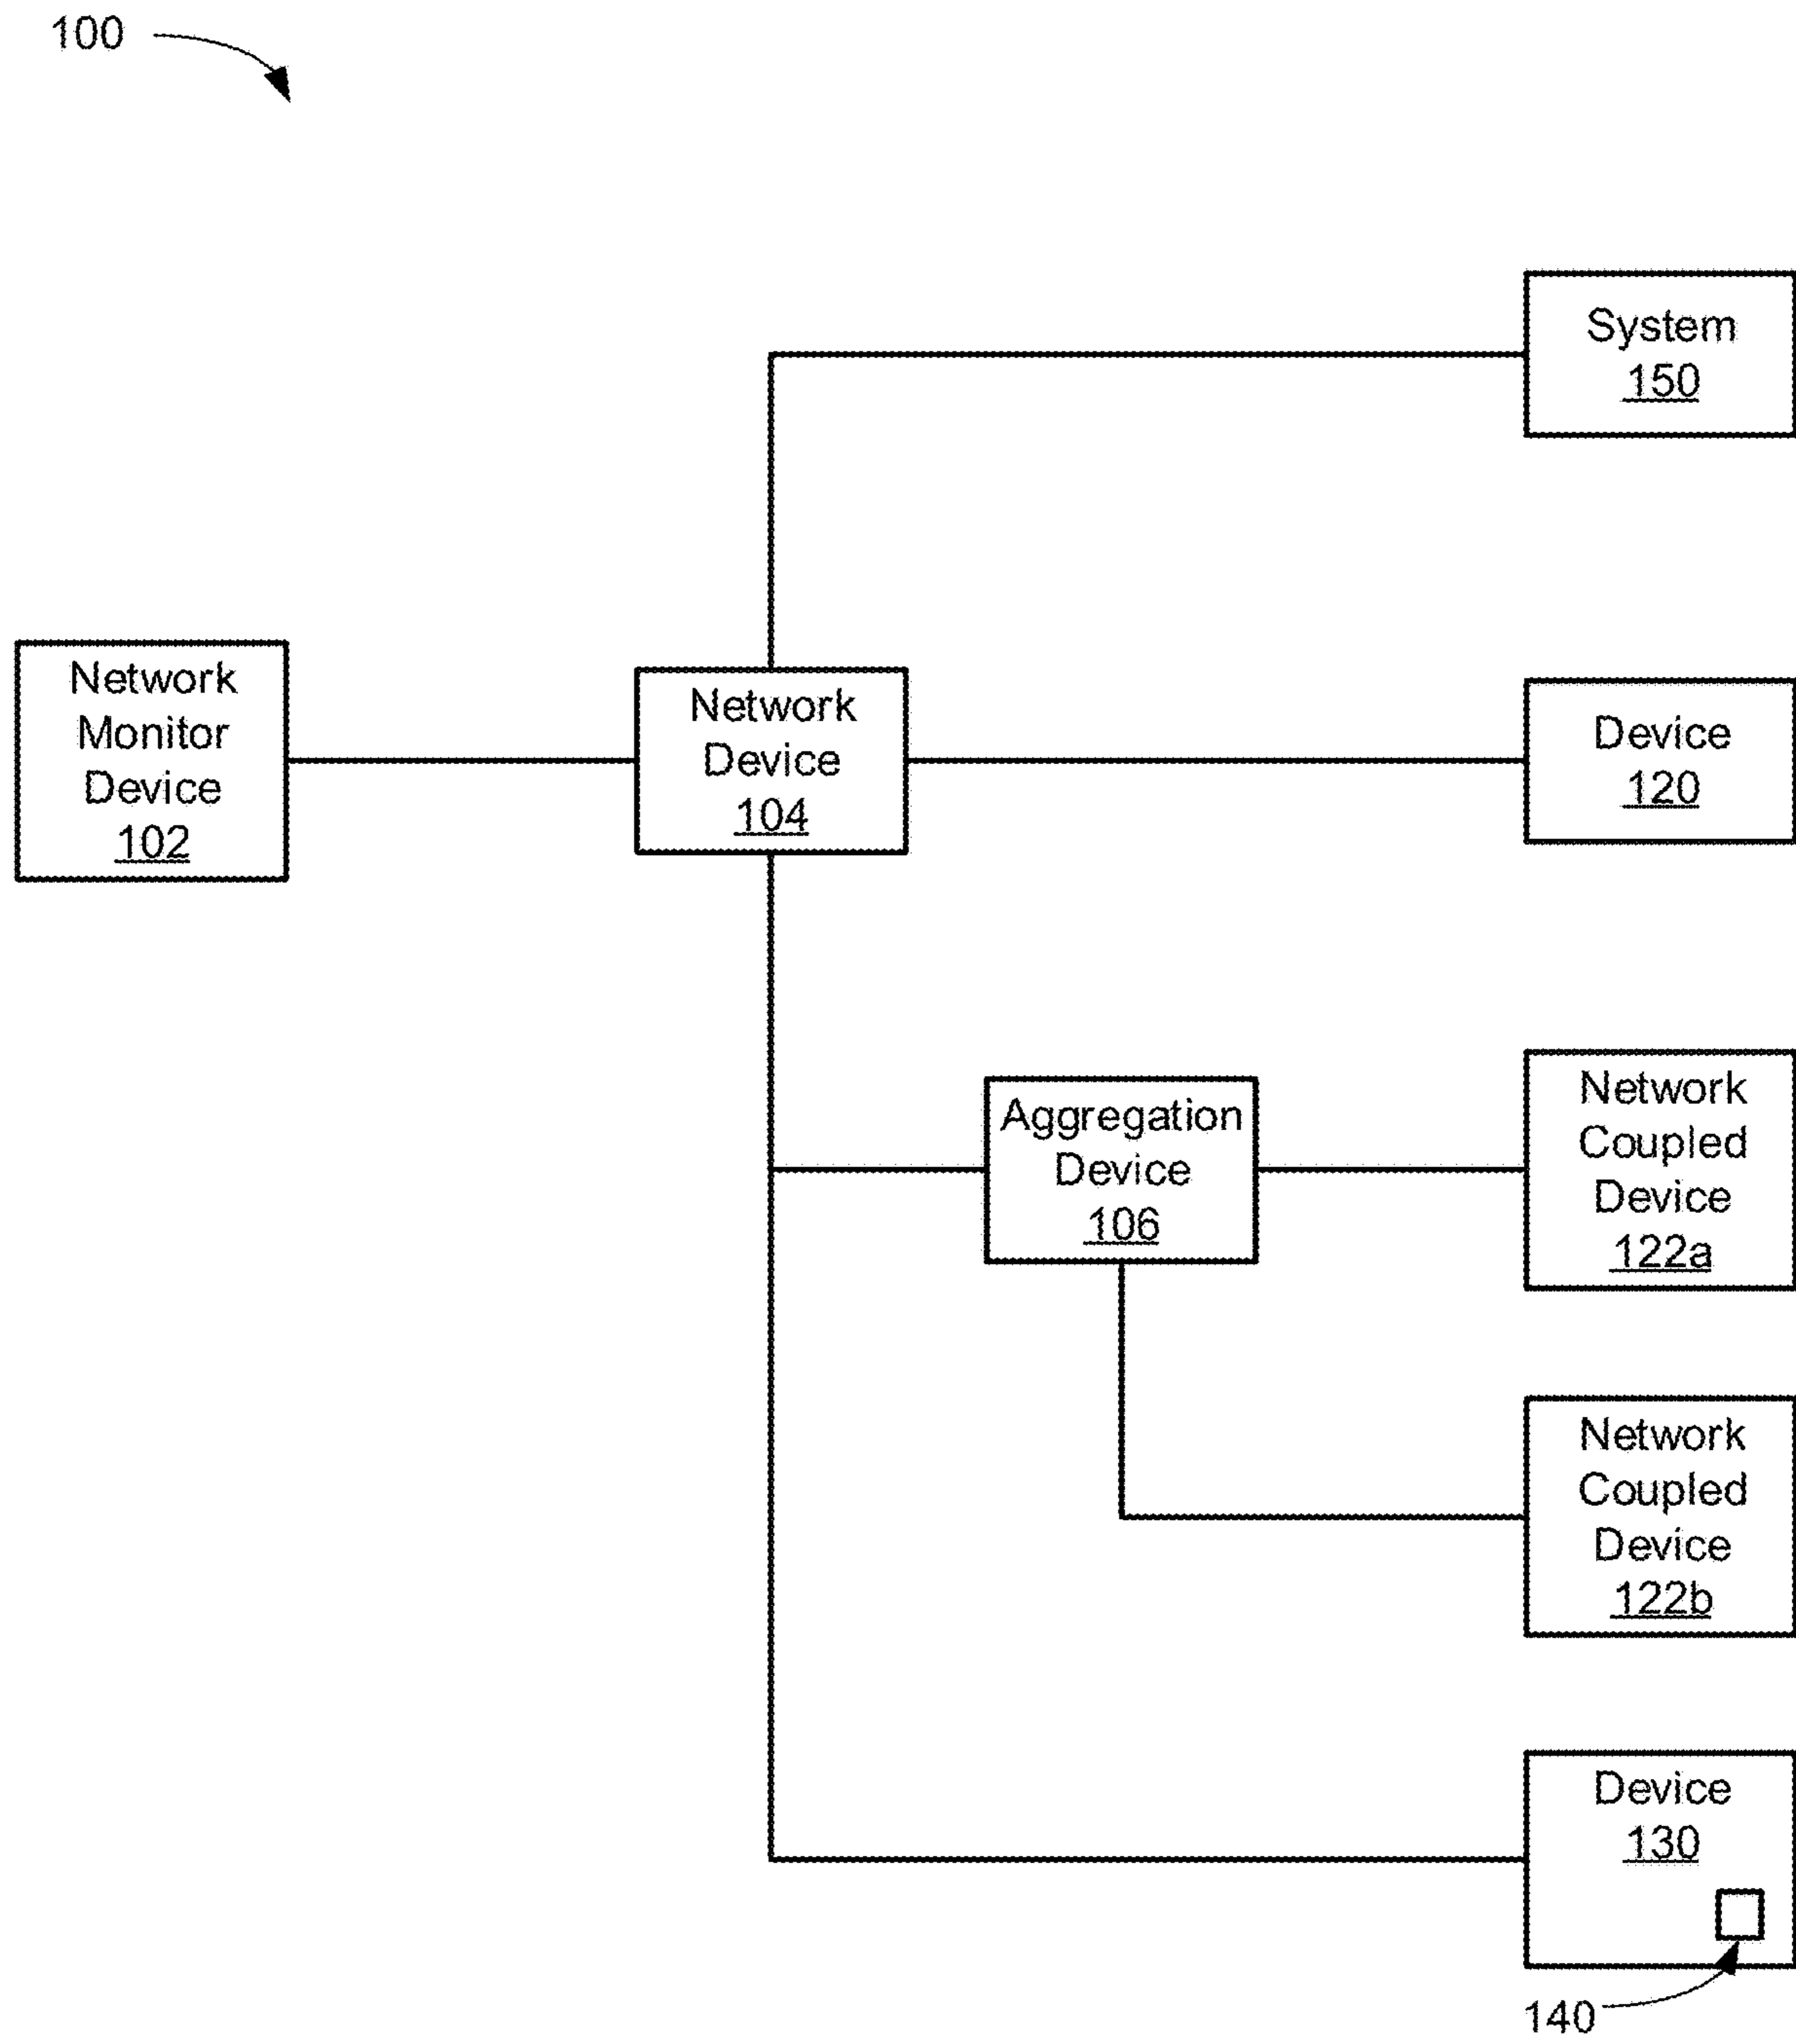 100
System
150
Network
Monitor
Device
102
Network
Device
104
Device
120
Aggregation
Device
106
Network
Coupled
Device
122a
Network
Coupled
Device
122b
Device
130
140